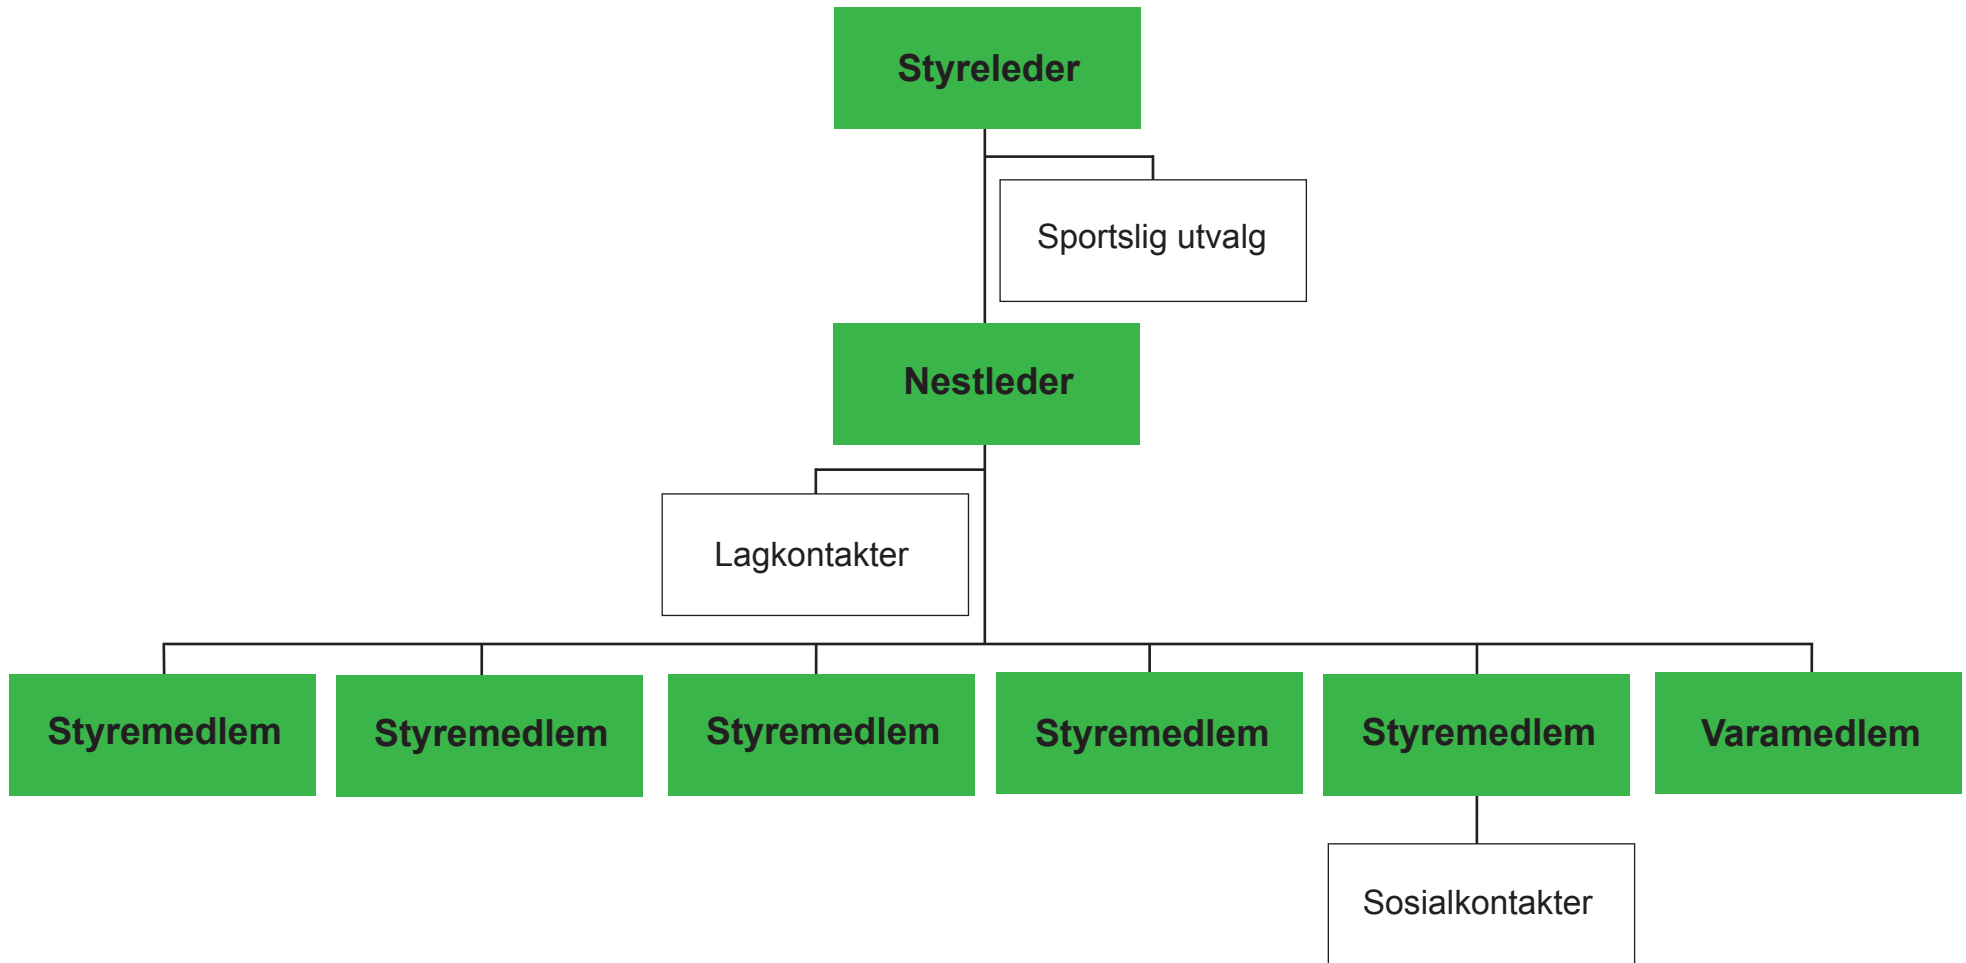 Styreleder
Sportslig utvalg
Nestleder
Lagkontakter
Styremedlem
Styremedlem
Styremedlem
Styremedlem
Styremedlem
Varamedlem
Sosialkontakter